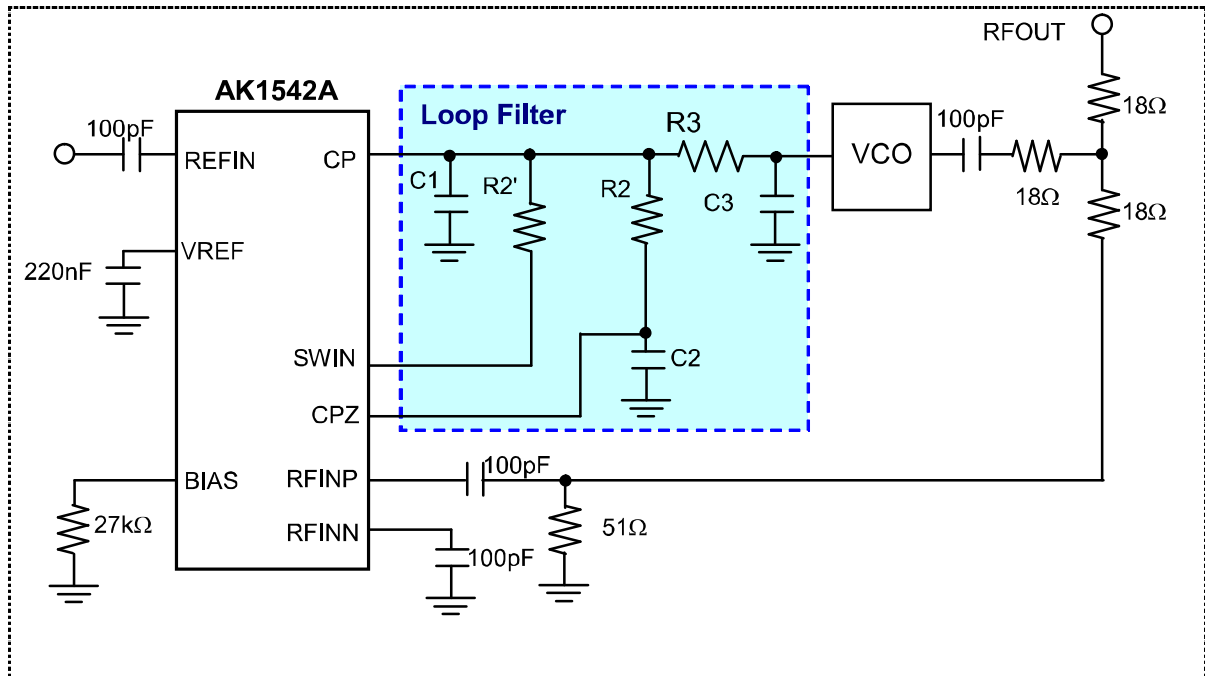 RFOUT
AK1542A
Loop Filter
18Ω
100pF
100pF
R3
REFIN
CP
VCO
C1
R2'
R2
C3
18Ω
18Ω
VREF
220nF
SWIN
C2
CPZ
BIAS
RFINP
100pF
27kΩ
RFINN
51Ω
100pF